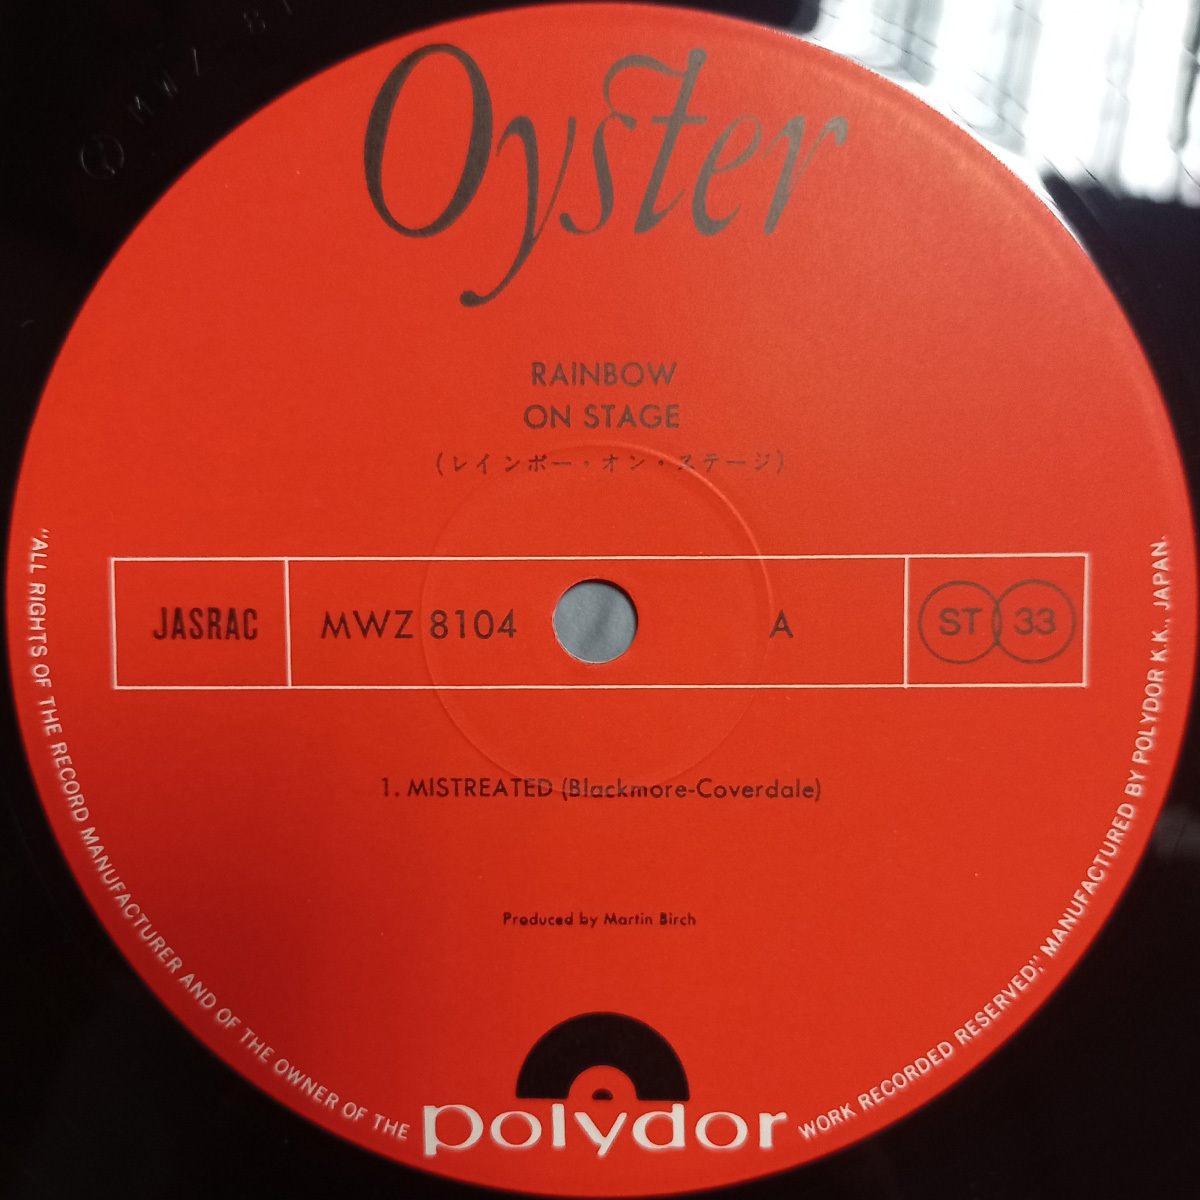 Oyster
RAINBOW
ON STAGE
(レインボー・オン・ステージ)
JASRAC
MWZ 8104
A
ST 33
1. MISTREATED (Blackmore-Coverdale)
Produced by Martin Birch
polydor
"ALL RIGHTS OF THE RECORD MANUFACTURER AND OF THE OWNER OF THE WORK RECORDED RESERVED," MANUFACTURED BY POLYDOR K.K., JAPAN.